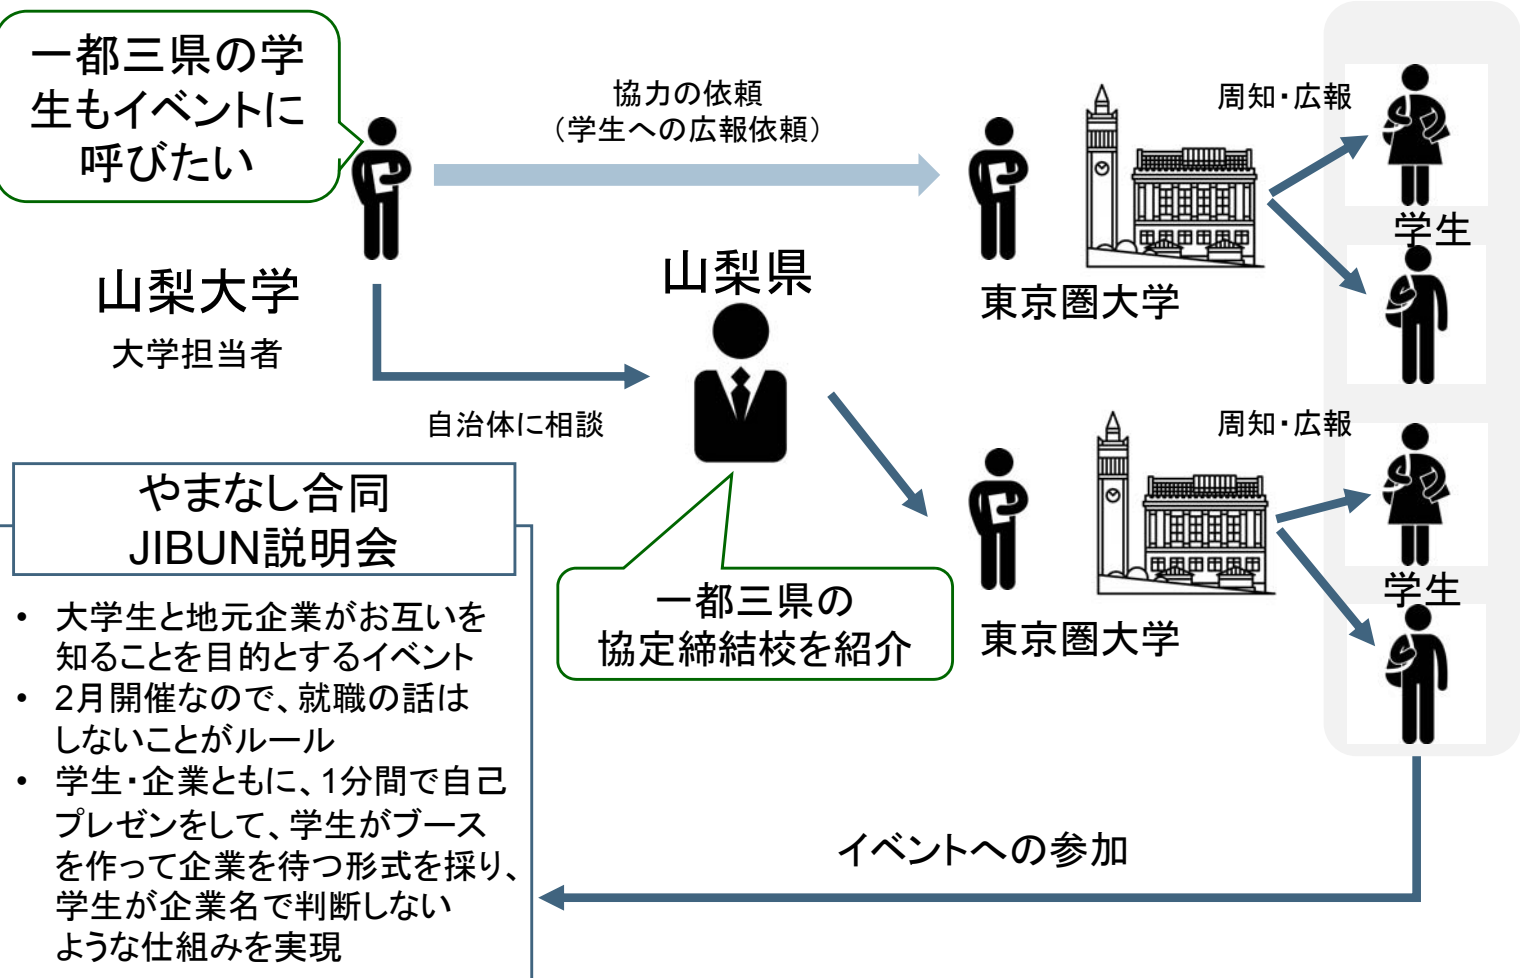 一都三県の学
生もイベントに
呼びたい
協力の依頼
（学生への広報依頼）
周知・広報
学生
山梨大学
大学担当者
山梨県
東京圏大学
自治体に相談
周知・広報
学生
一都三県の
協定締結校を紹介
東京圏大学
やまなし合同
JIBUN説明会
• 大学生と地元企業がお互いを
知ることを目的とするイベント
• 2月開催なので、就職の話は
しないことがルール
• 学生・企業ともに、1分間で自己
プレゼンをして、学生がブース
を作って企業を待つ形式を採り、
学生が企業名で判断しない
ような仕組みを実現
イベントへの参加